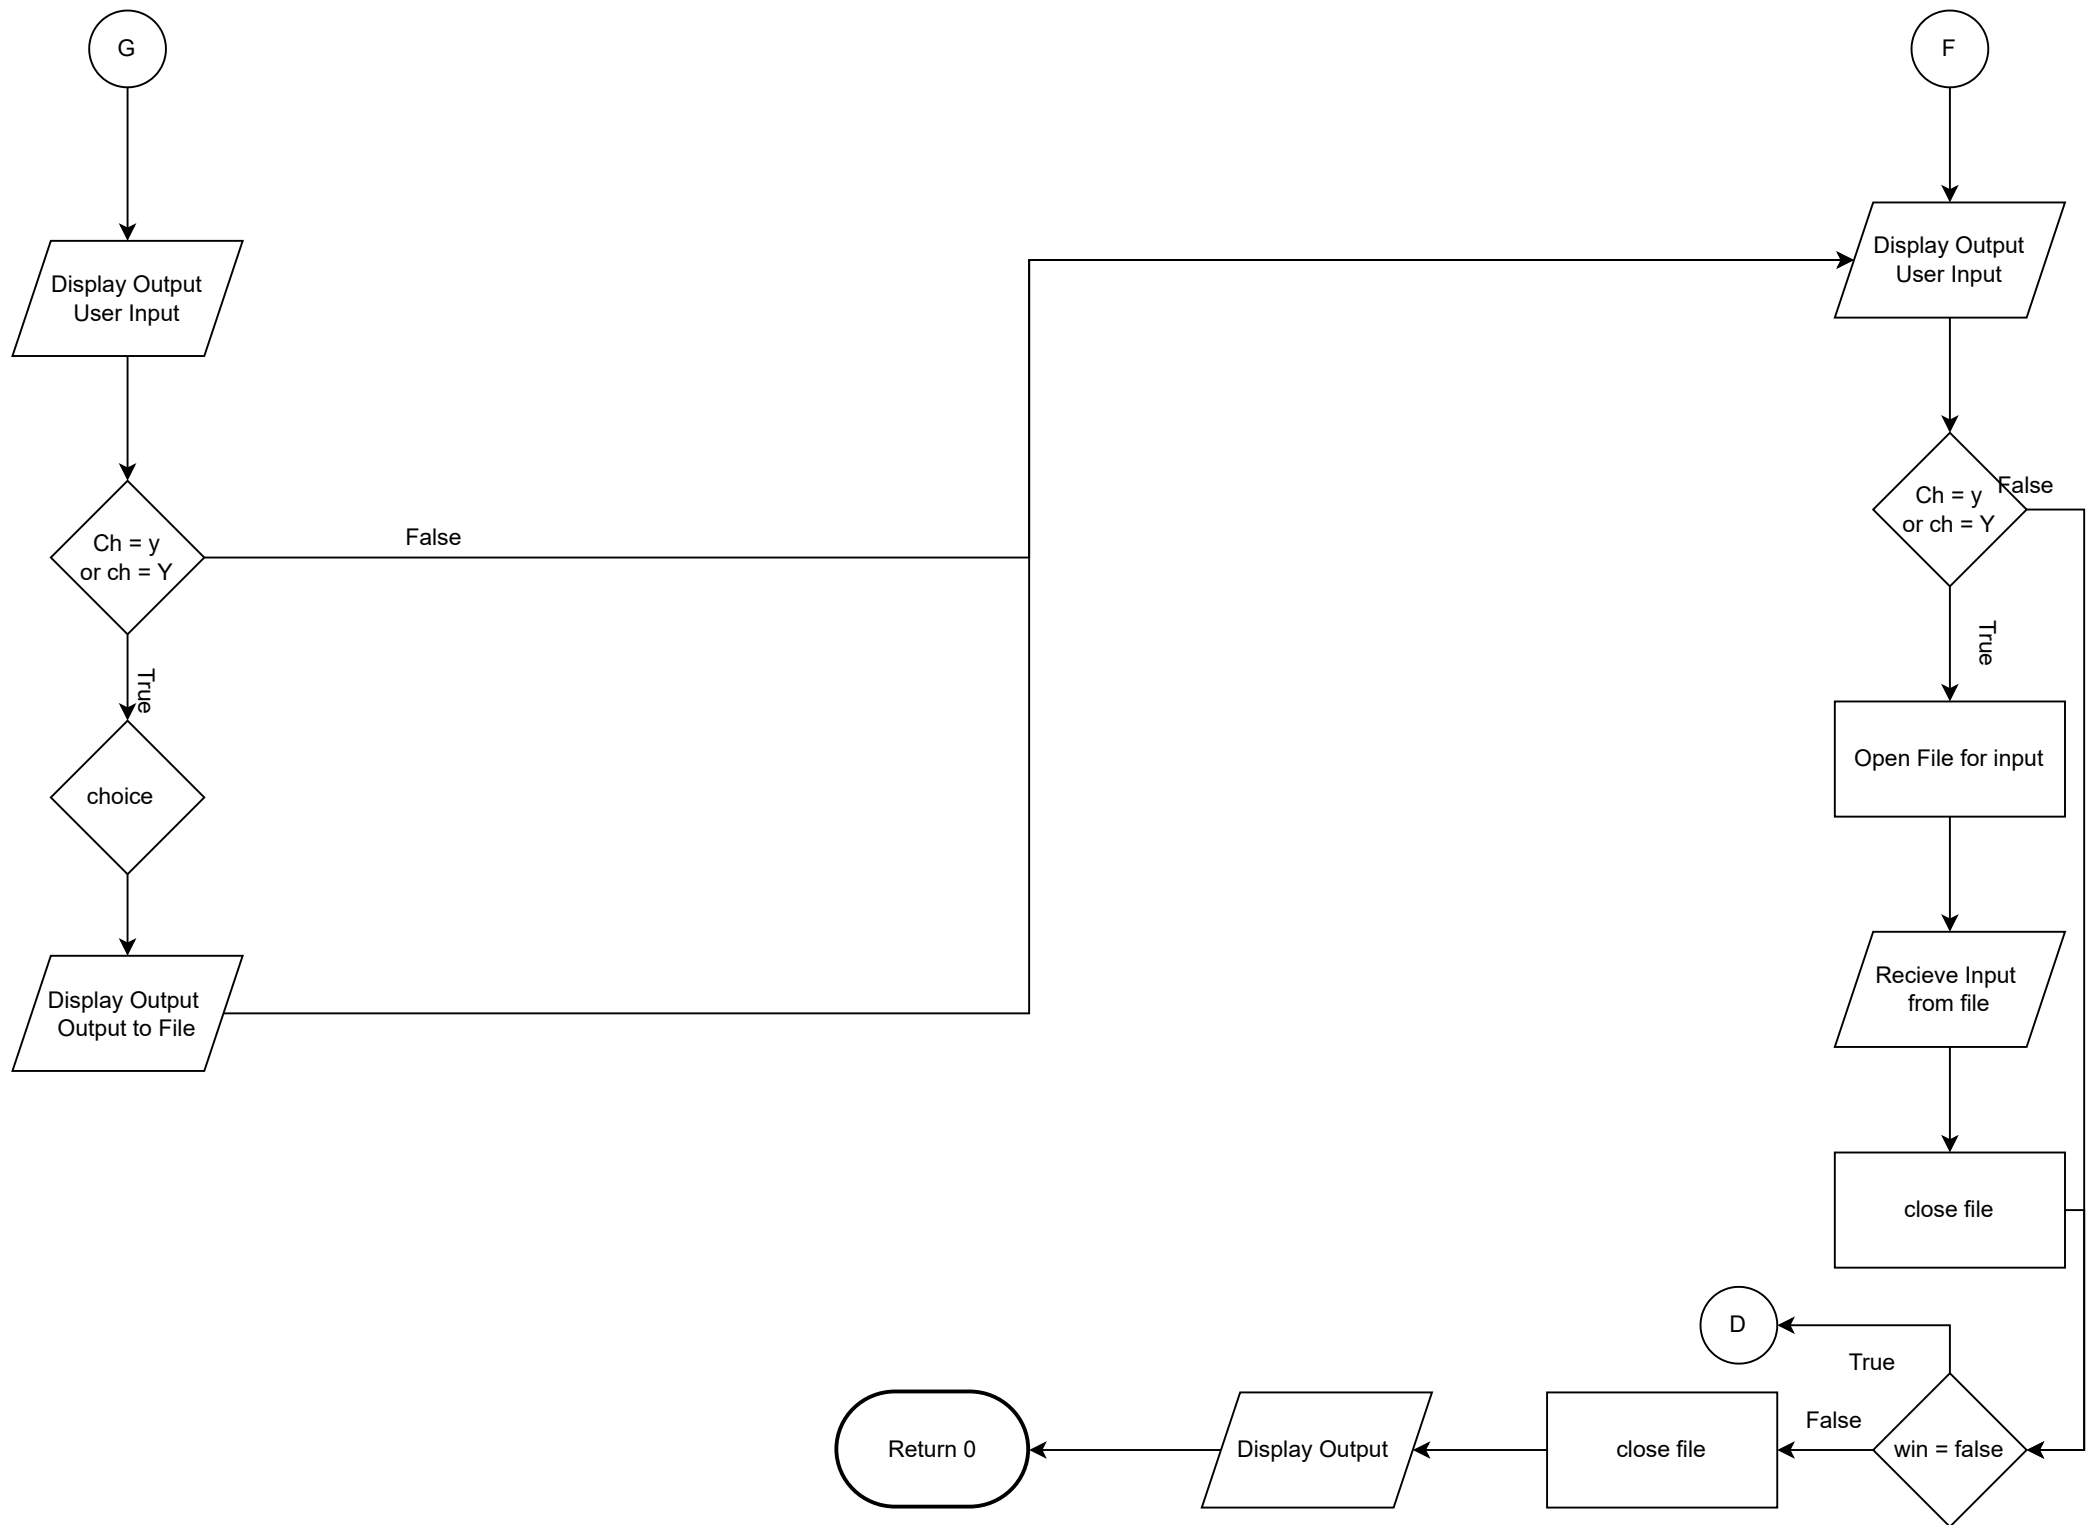 G
F
Display Output
User Input
Display Output
User Input
Ch = y
or ch = Y
False
Ch = y
or ch = Y
False
True
True
choice
Open File for input
Display Output
Output to File
Recieve Input
from file
close file
D
True
False
win = false
close file
Display Output
Return 0